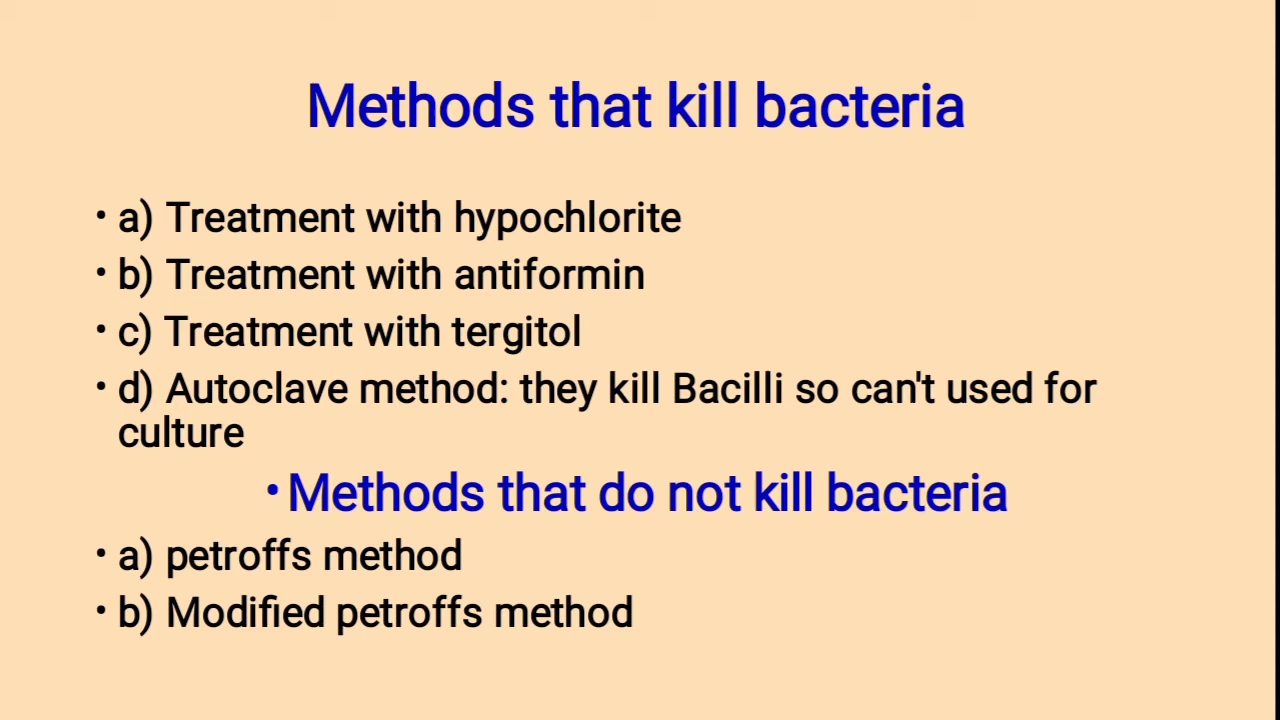 Methods that kill bacteria
• a) Treatment with hypochlorite
• b) Treatment with antiformin
• c) Treatment with tergitol
• d) Autoclave method: they kill Bacilli so can't used for
culture
• Methods that do not kill bacteria
• a) petroffs method
• b) Modified petroffs method